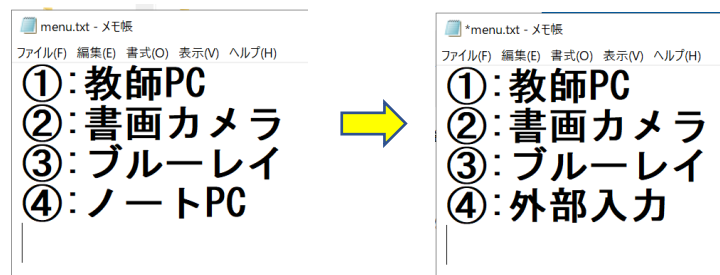 menu.txt - メモ帳
ファイル(F) 編集(E) 書式(O) 表示(V) ヘルプ(H)
①:教師PC
②:書画カメラ
③:ブルーレイ
④:ノートPC
*menu.txt - メモ帳
ファイル(F) 編集(E) 書式(O) 表示(V) ヘルプ(H)
①:教師PC
②:書画カメラ
③:ブルーレイ
④:外部入力